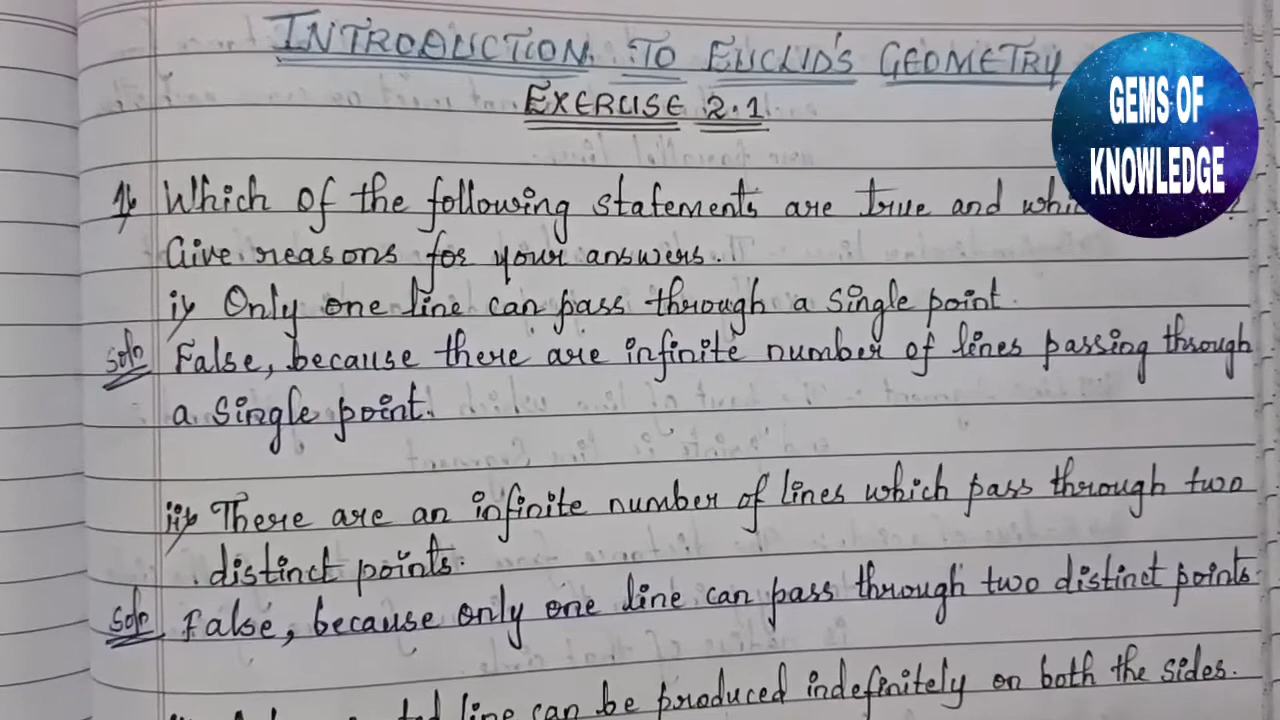 INTRODUCTION TO EUCLID'S GEOMETRY
EXERCISE 2.1
GEMS OF
KNOWLEDGE
1) Which of the following statements are true and whi ?
Give reasons for your answers.
i) Only one line can pass through a single point.
Soln False, because there are infinite number of lines passing through
a single point.
ii) There are an infinite number of lines which pass through two
distinct points.
Soln False, because only one line can pass through two distinct points.
line can be produced indefinitely on both the sides.